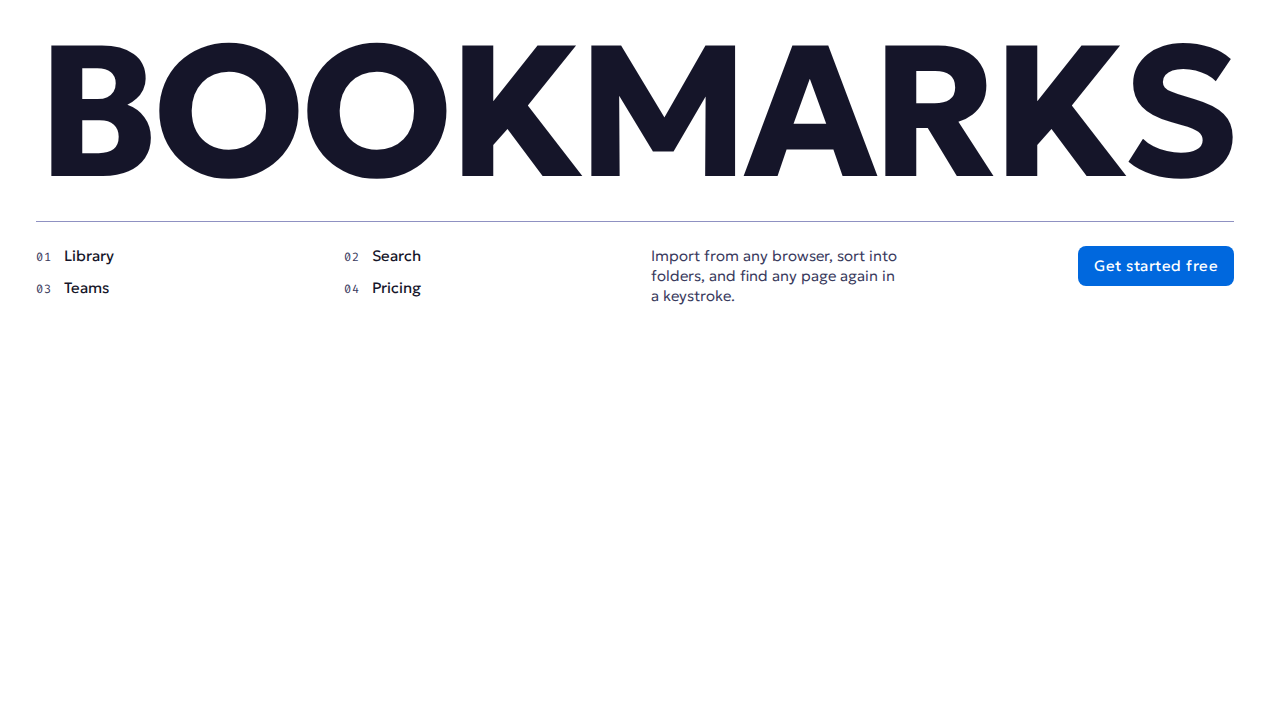 BOOKMARKS
01 Library
02 Search
03 Teams
04 Pricing
Import from any browser, sort into
folders, and find any page again in
a keystroke.
Get started free